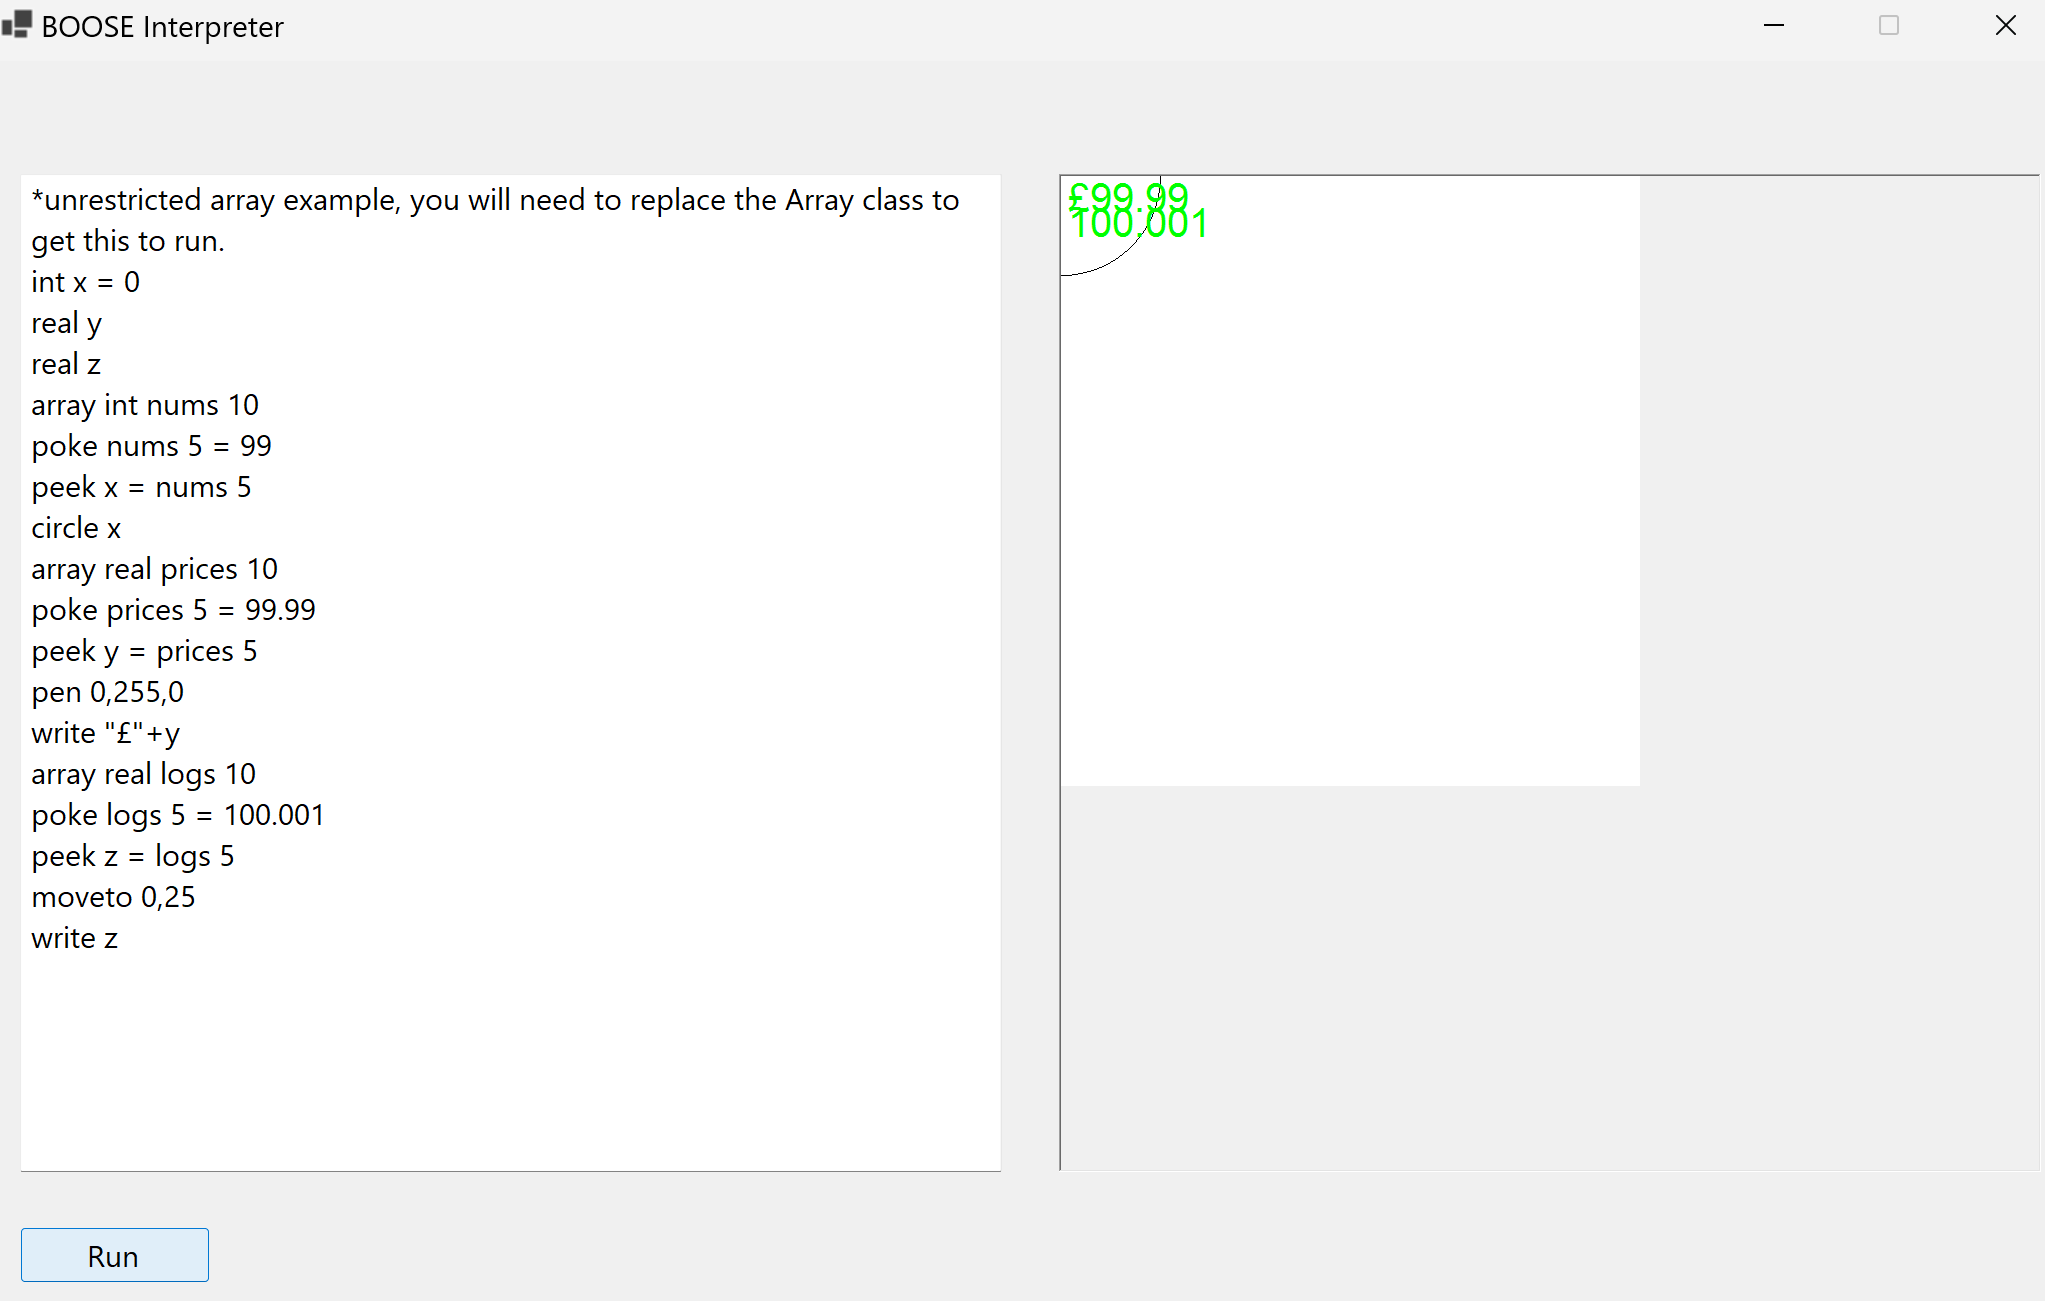 BOOSE Interpreter
*unrestricted array example, you will need to replace the Array class to
get this to run.
int x = 0
real y
real z
array int nums 10
poke nums 5 = 99
peek x = nums 5
circle x
array real prices 10
poke prices 5 = 99.99
peek y = prices 5
pen 0,255,0
write "£"+y
array real logs 10
poke logs 5 = 100.001
peek z = logs 5
moveto 0,25
write z
£99.99
100.001
Run